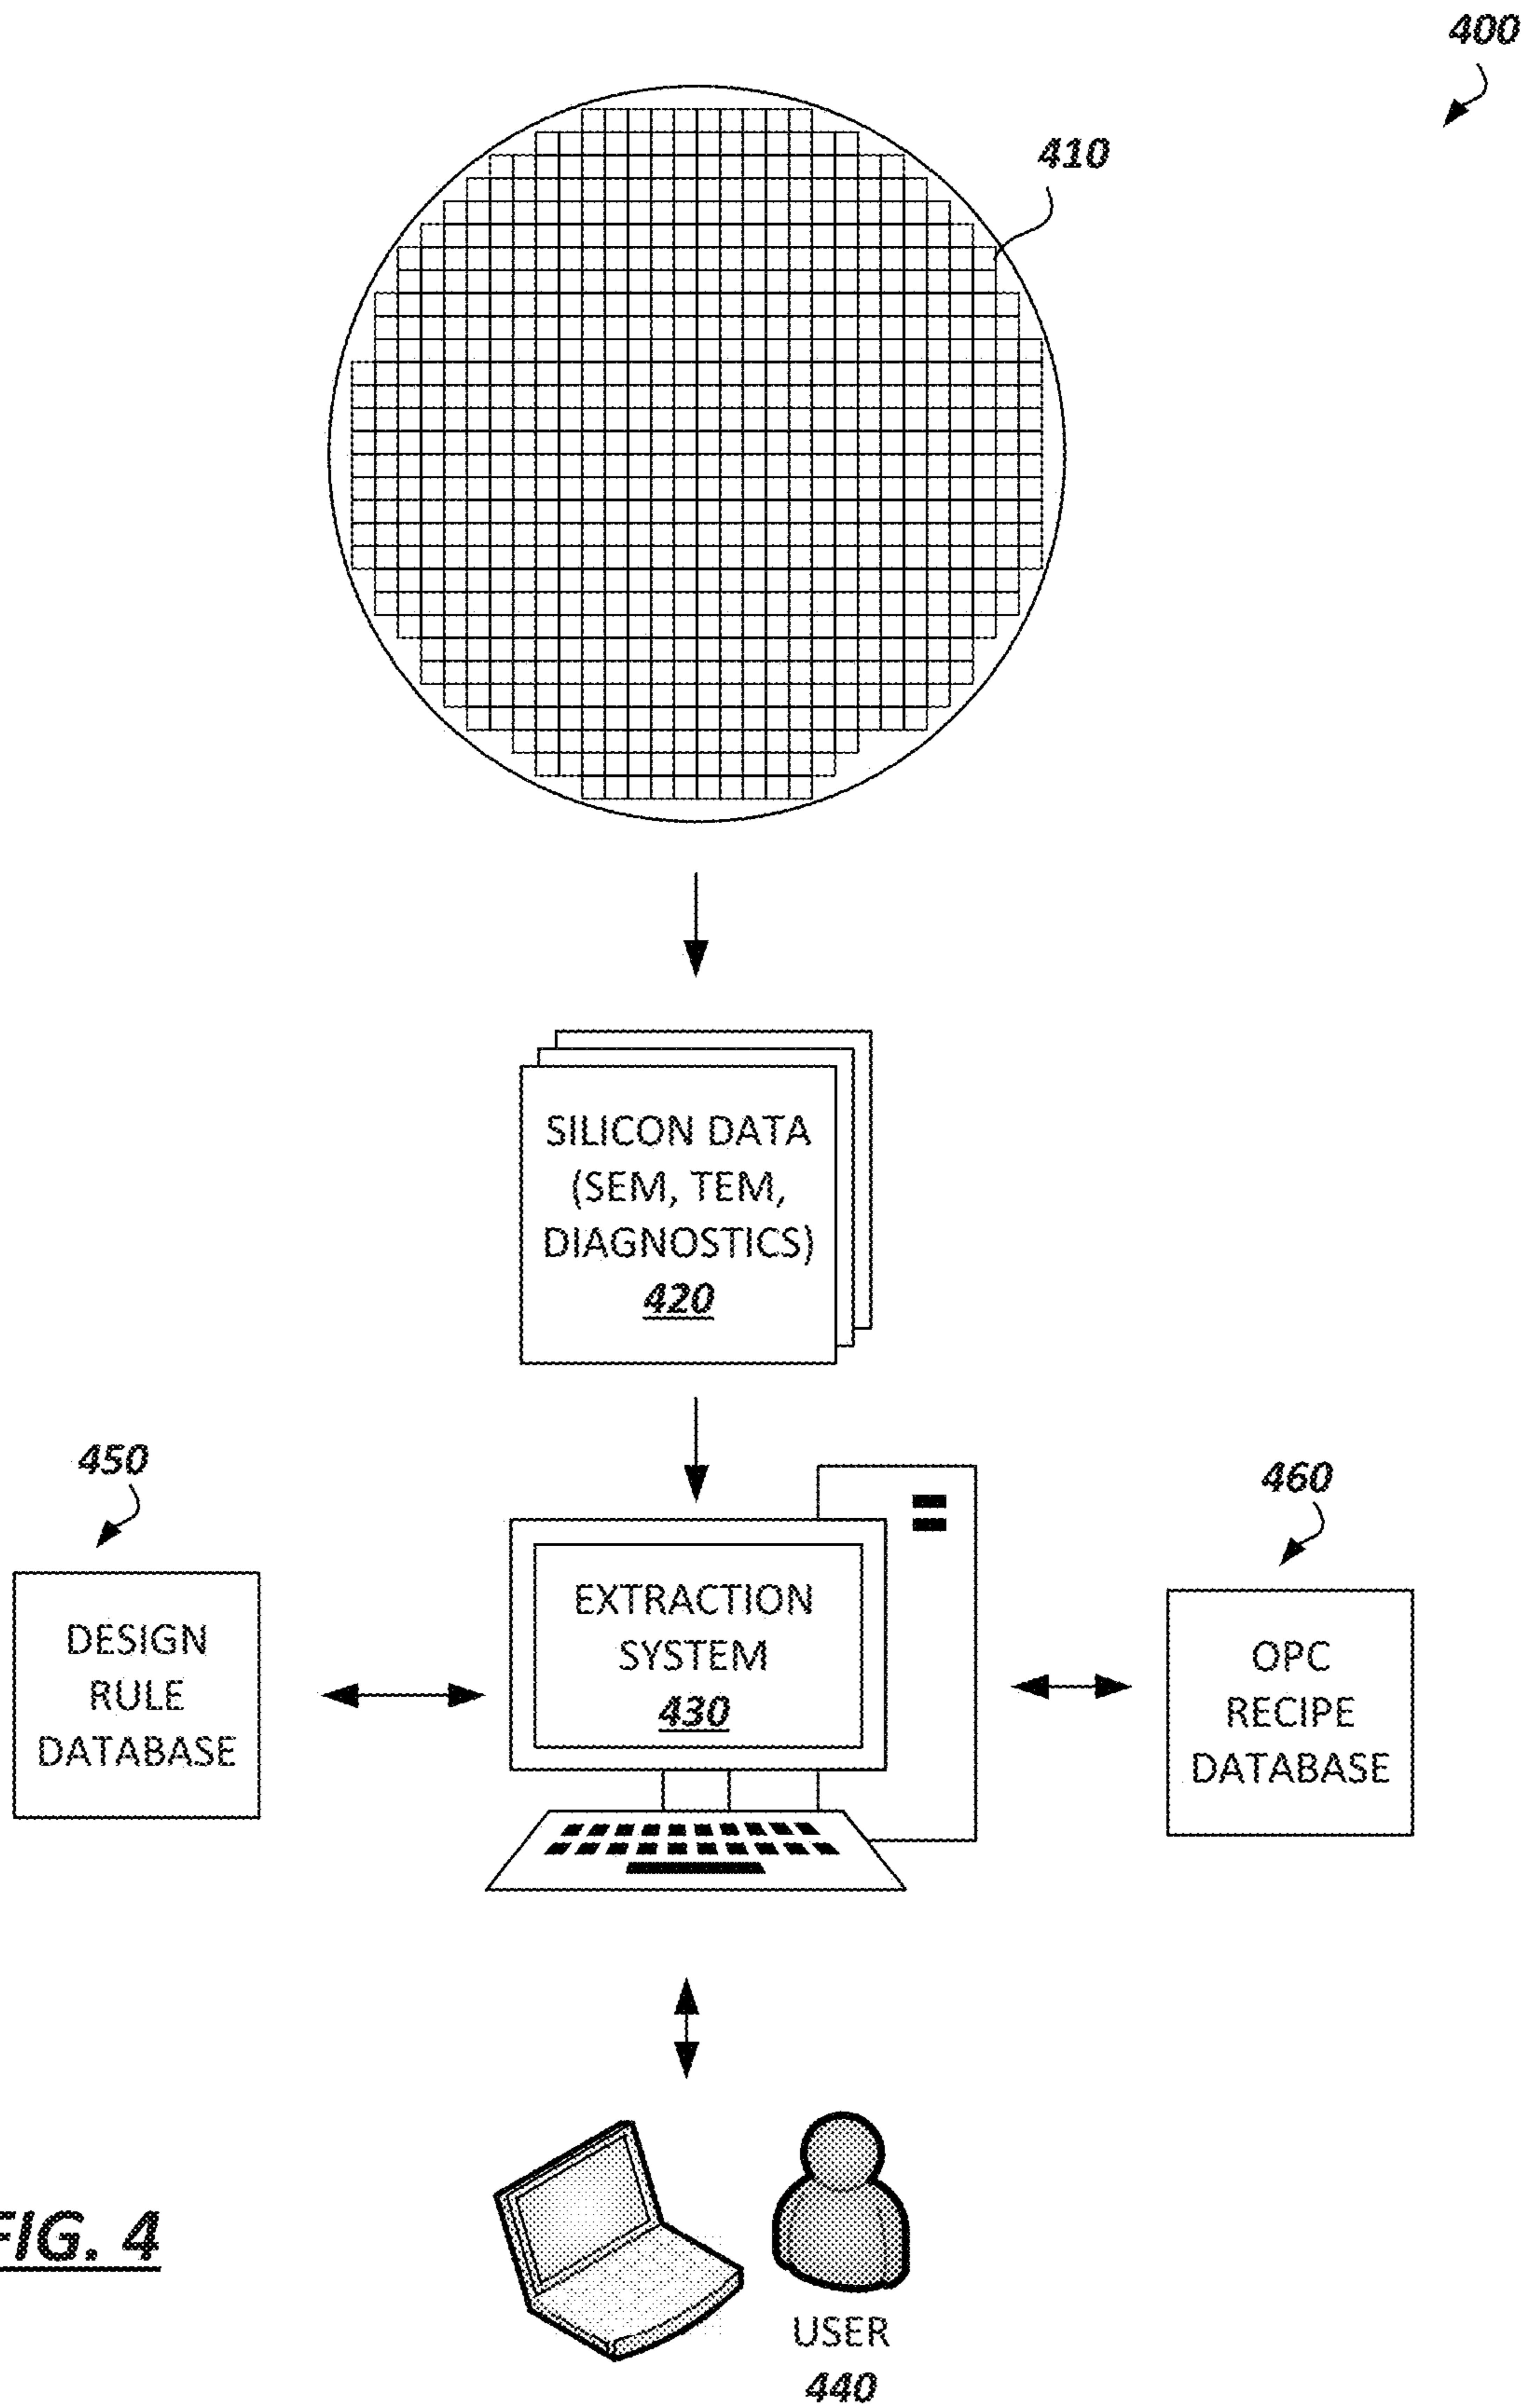 400
410
SILICON DATA
(SEM, TEM,
DIAGNOSTICS)
420
450
460
DESIGN
RULE
DATABASE
EXTRACTION
SYSTEM
430
OPC
RECIPE
DATABASE
FIG. 4
USER
440